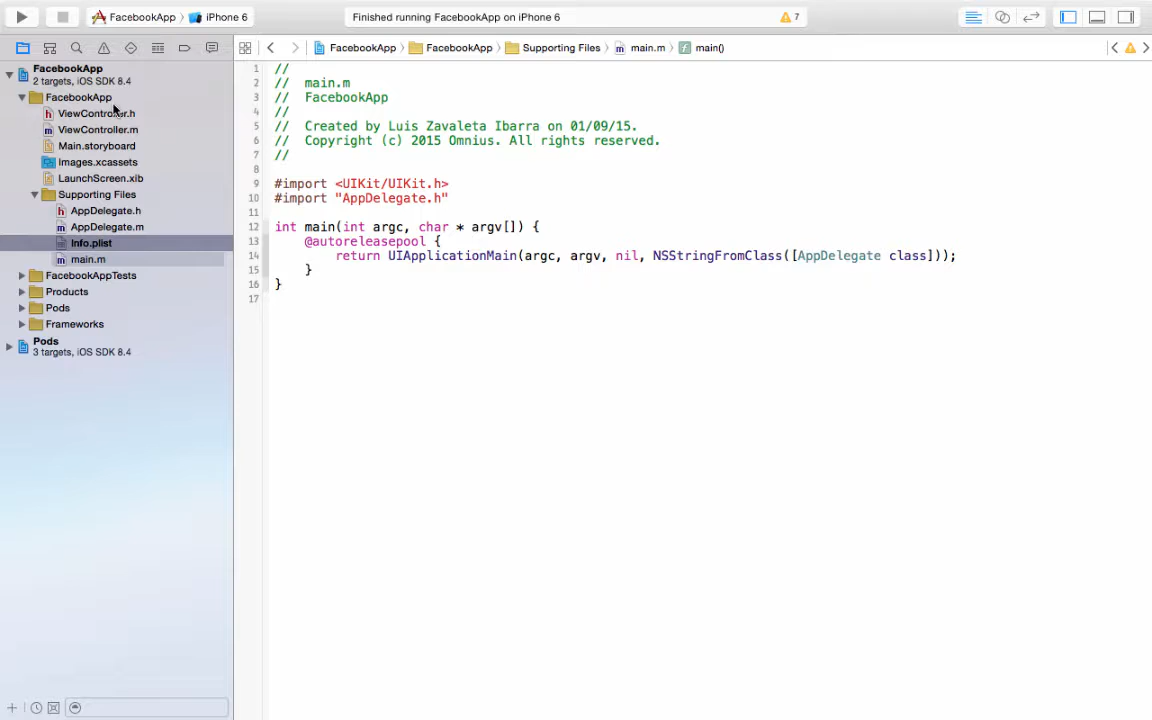 FacebookApp iPhone 6 Finished running FacebookApp on iPhone 6 7
FacebookApp FacebookApp Supporting Files main.m main()
FacebookApp
2 targets, iOS SDK 8.4
FacebookApp
ViewController.h
ViewController.m
Main.storyboard
Images.xcassets
LaunchScreen.xib
Supporting Files
AppDelegate.h
AppDelegate.m
Info.plist
main.m
FacebookAppTests
Products
Pods
Frameworks
Pods
3 targets, iOS SDK 8.4
1 //
2 // main.m
3 // FacebookApp
4 //
5 // Created by Luis Zavaleta Ibarra on 01/09/15.
6 // Copyright (c) 2015 Omnius. All rights reserved.
7 //
8
9 #import <UIKit/UIKit.h>
10 #import "AppDelegate.h"
11
12 int main(int argc, char * argv[]) {
13 @autoreleasepool {
14 return UIApplicationMain(argc, argv, nil, NSStringFromClass([AppDelegate class]));
15 }
16 }
17